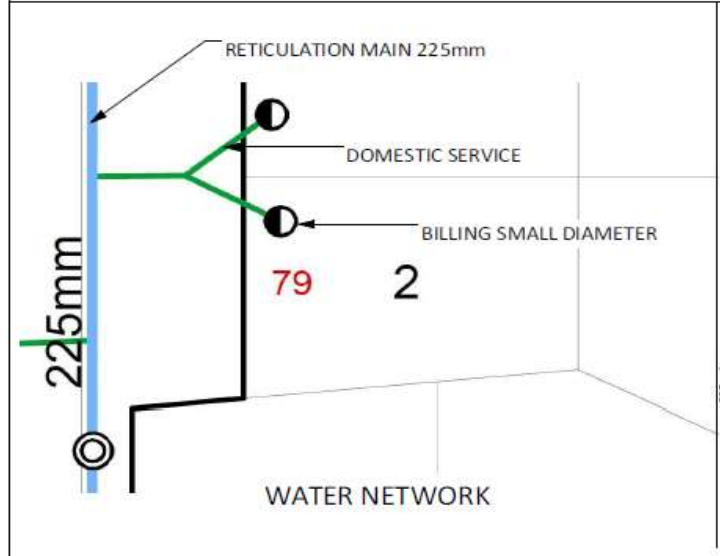 RETICULATION MAIN 225mm
DOMESTIC SERVICE
BILLING SMALL DIAMETER
79 2
225mm
WATER NETWORK